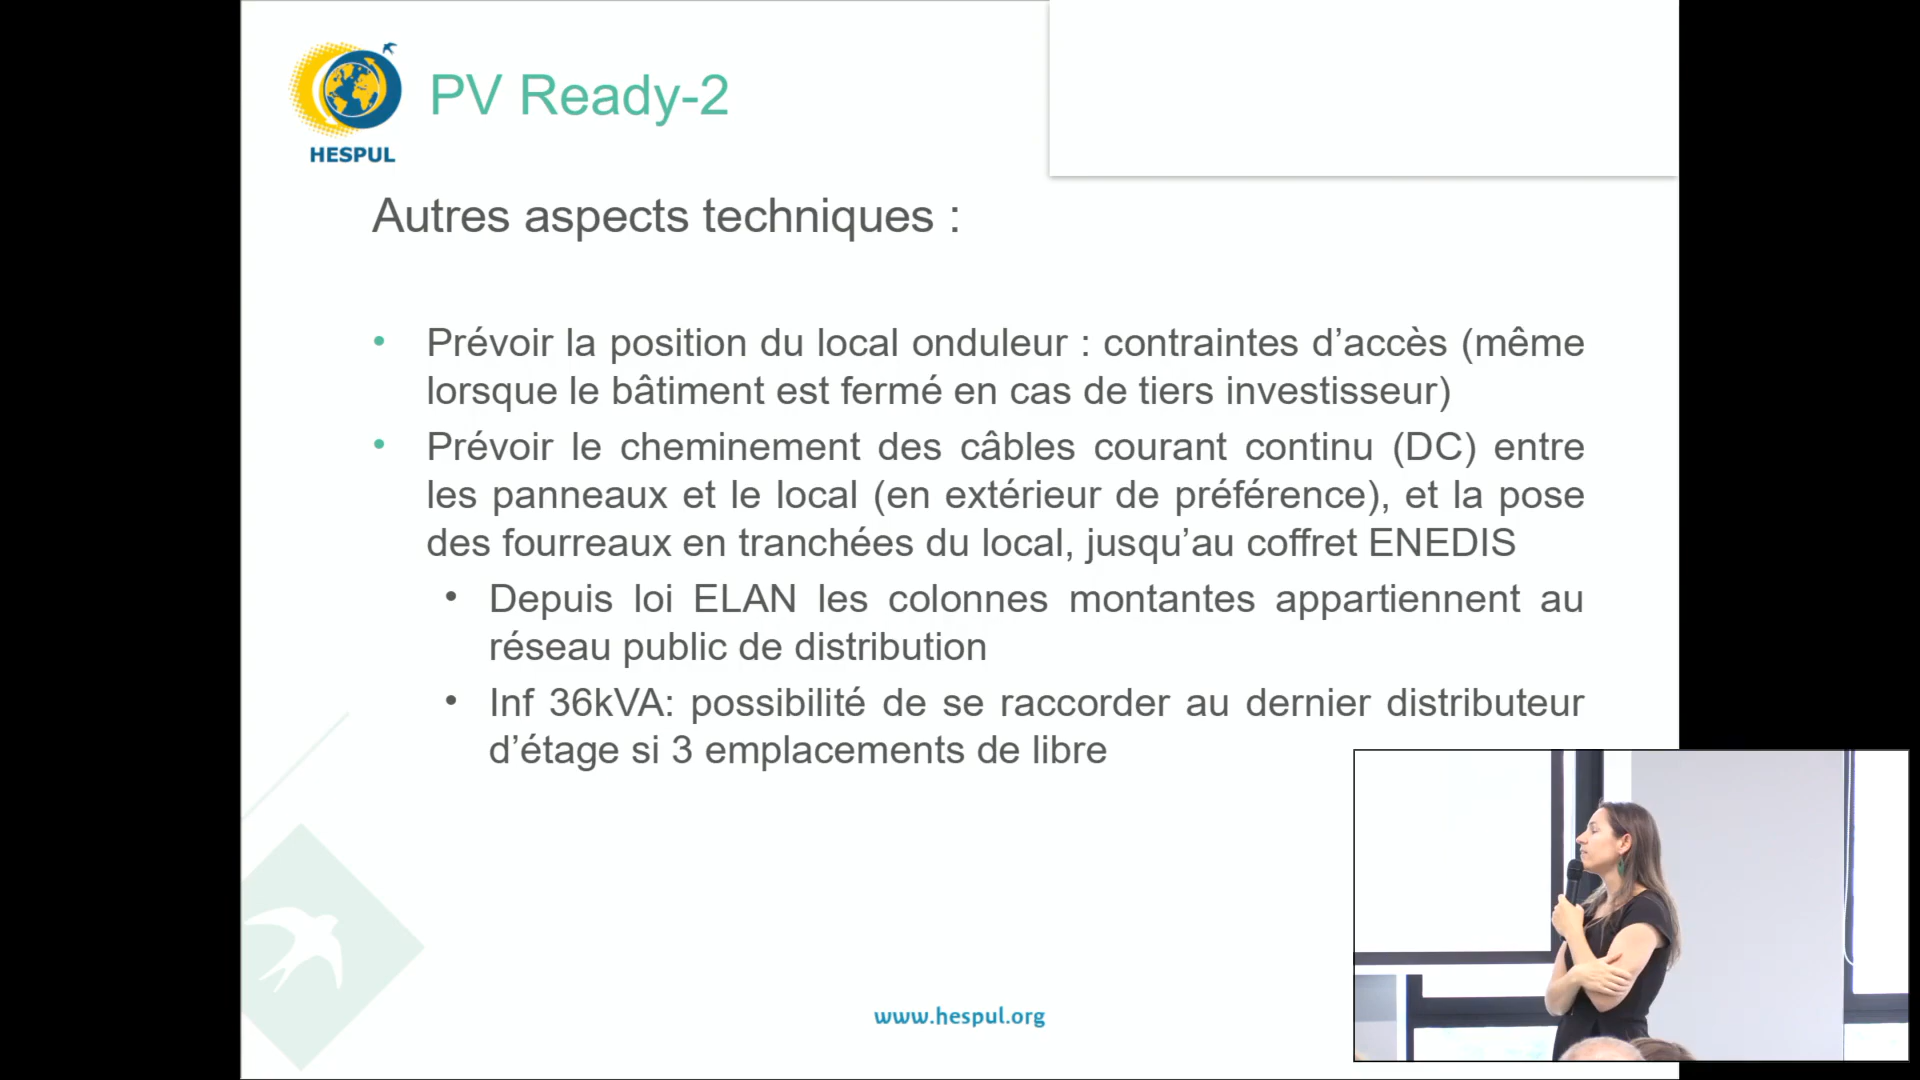 HESPUL
PV Ready-2
Autres aspects techniques :
• Prévoir la position du local onduleur : contraintes d’accès (même
lorsque le bâtiment est fermé en cas de tiers investisseur)
• Prévoir le cheminement des câbles courant continu (DC) entre
les panneaux et le local (en extérieur de préférence), et la pose
des fourreaux en tranchées du local, jusqu’au coffret ENEDIS
• Depuis loi ELAN les colonnes montantes appartiennent au
réseau public de distribution
• Inf 36kVA: possibilité de se raccorder au dernier distributeur
d’étage si 3 emplacements de libre
www.hespul.org